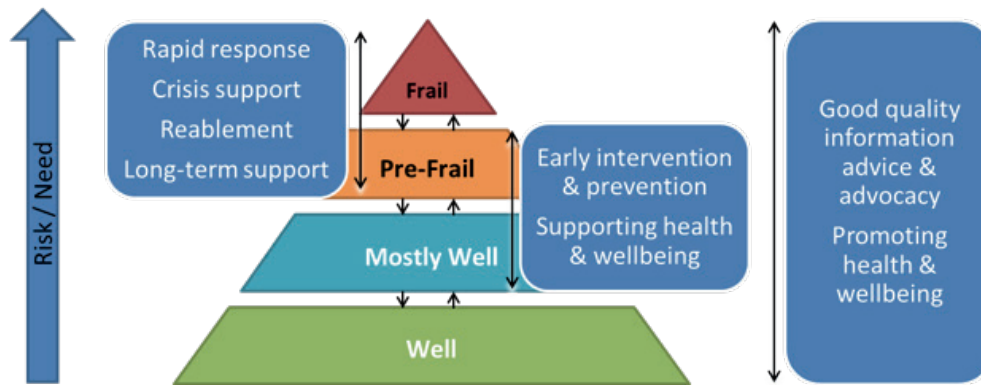 Risk / Need
Rapid response
Crisis support
Reablement
Long-term support
Frail
Pre-Frail
Mostly Well
Well
Early intervention
& prevention
Supporting health
& wellbeing
Good quality
information
advice &
advocacy
Promoting
health &
wellbeing